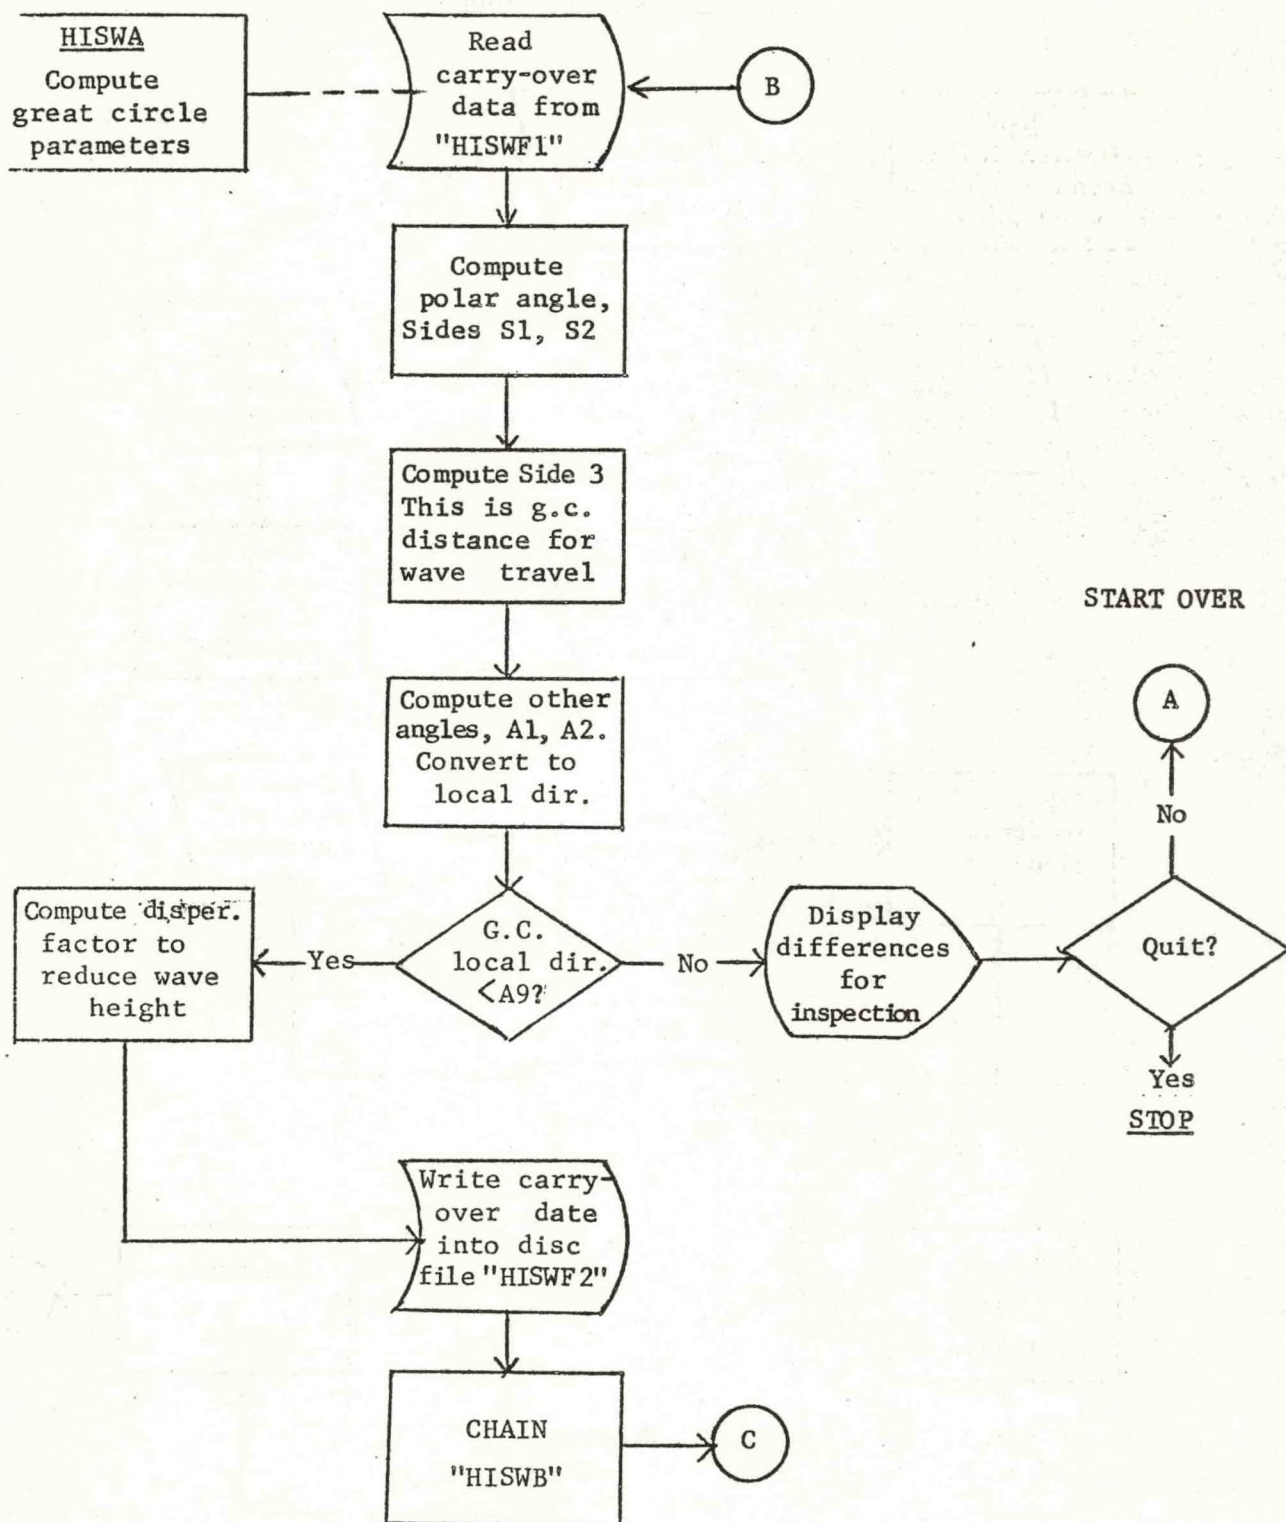 HISWA
Compute
great circle
parameters
Read
carry-over
data from
"HISWF1"
B
Compute
polar angle,
Sides S1, S2
Compute Side 3
This is g.c.
distance for
wave travel
Compute other
angles, A1, A2.
Convert to
local dir.
START OVER
A
No
Quit?
Yes
STOP
G.C.
local dir.
<A9?
Yes
No
Display
differences
for
inspection
Compute disper.
factor to
reduce wave
height
Write carry-
over date
into disc
file "HISWF2"
CHAIN
"HISWB"
C